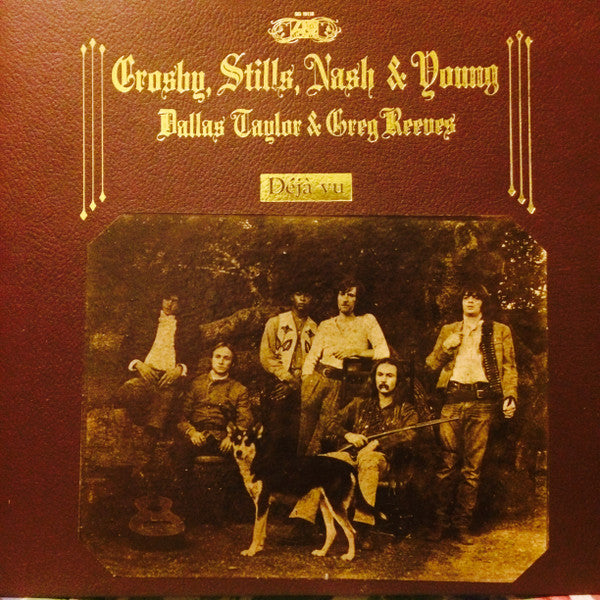 Crosby, Stills, Nash & Young
Dallas Taylor & Greg Reeves
Déjà vu